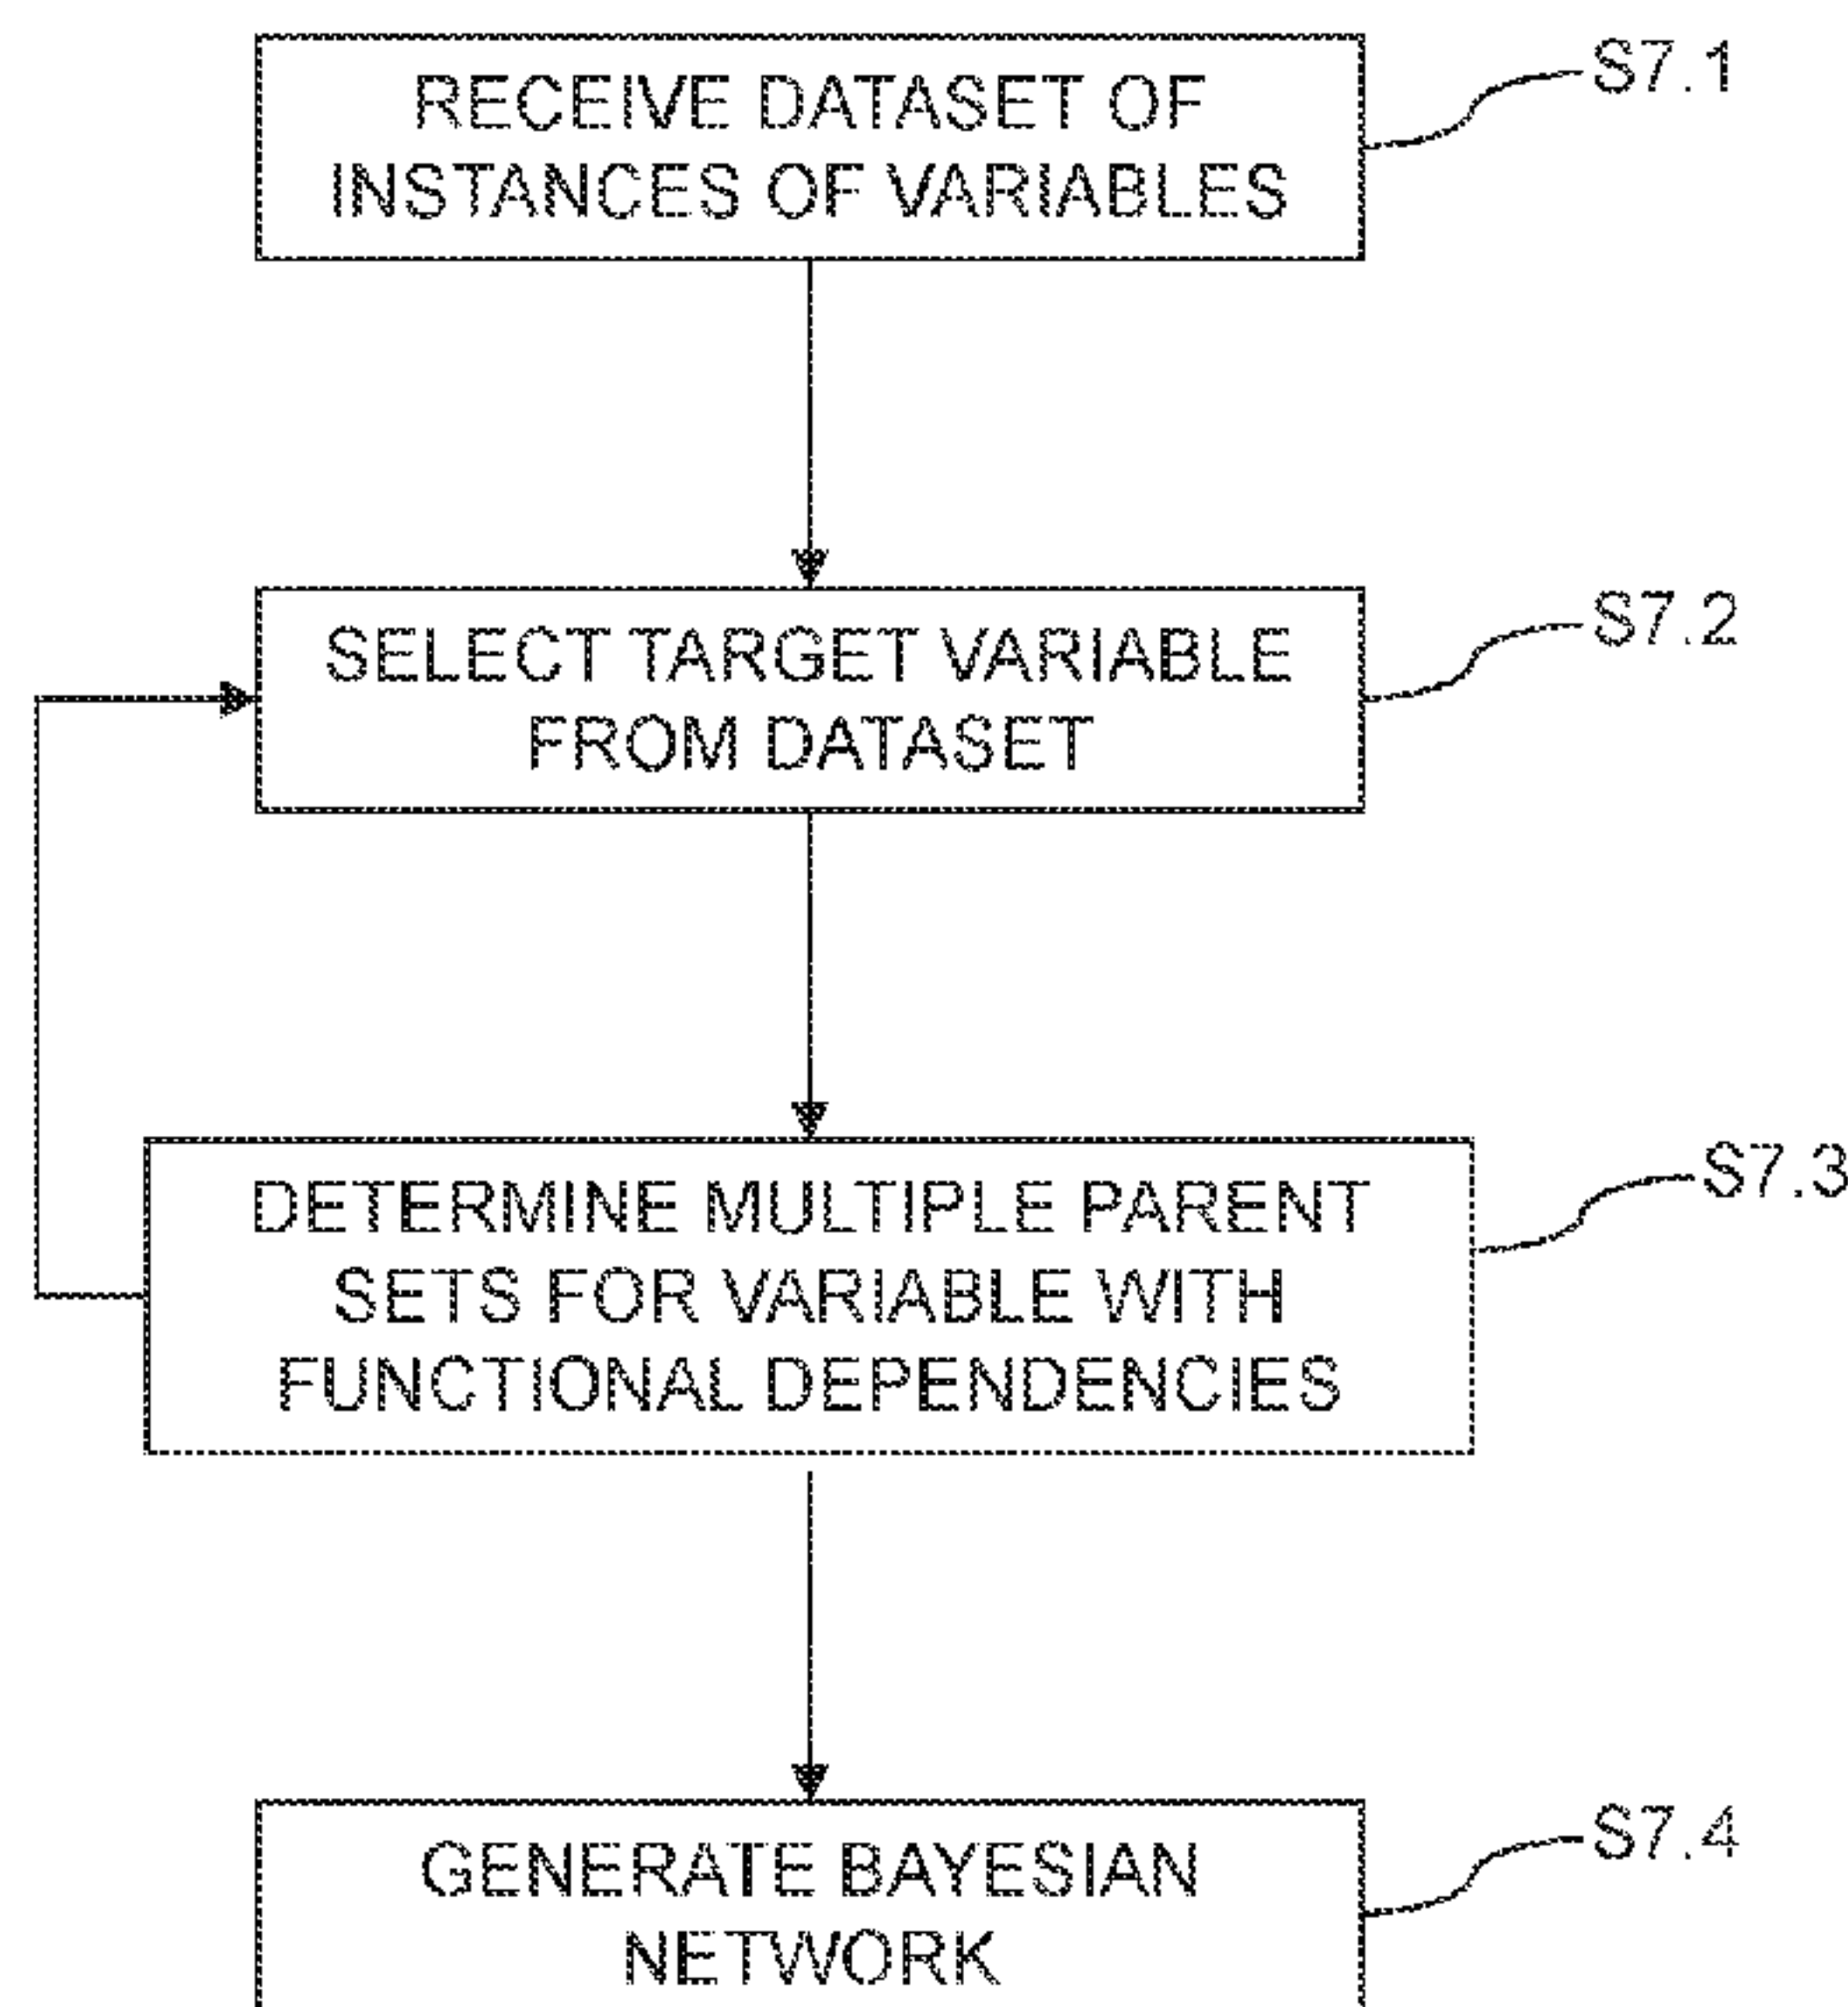 RECEIVE DATASET OF
INSTANCES OF VARIABLES
S7.1
SELECT TARGET VARIABLE
FROM DATASET
S7.2
DETERMINE MULTIPLE PARENT
SETS FOR VARIABLE WITH
FUNCTIONAL DEPENDENCIES
S7.3
GENERATE BAYESIAN
NETWORK
S7.4